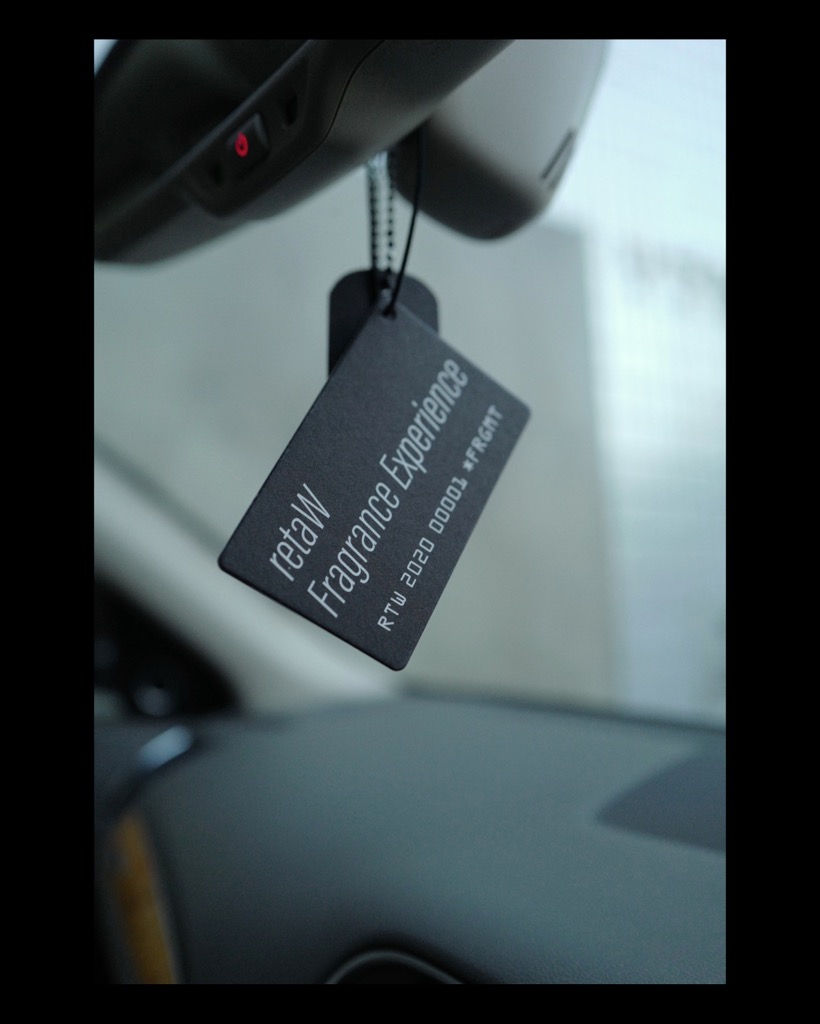 retaW
Fragrance Experience
RTW 2020 00001 *FRGMT